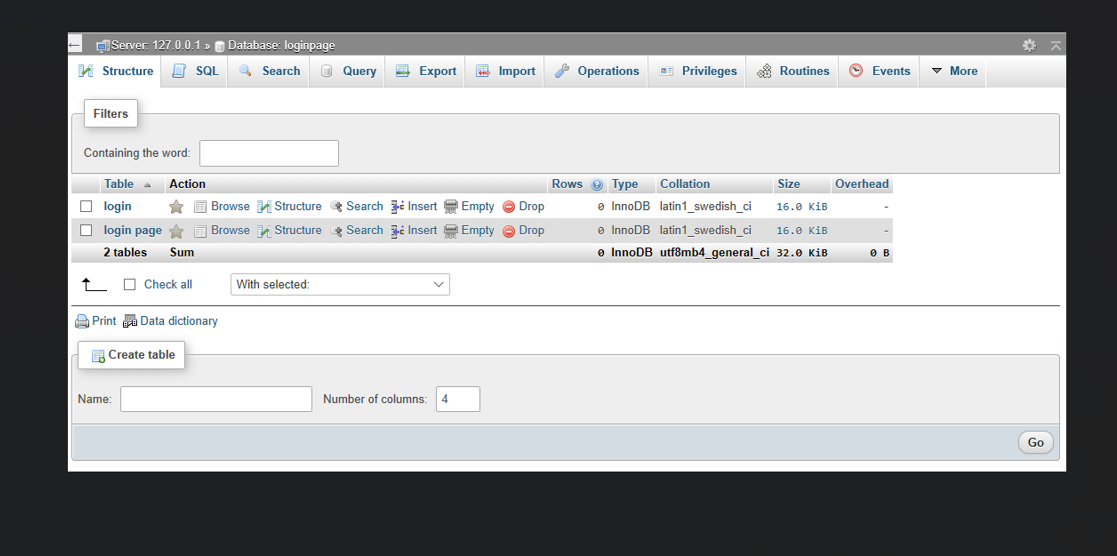 Server: 127.0.0.1 » Database: loginpage
Structure SQL Search Query Export Import Operations Privileges Routines Events More
Filters
Containing the word:
Table Action Rows Type Collation Size Overhead
login Browse Structure Search Insert Empty Drop 0 InnoDB latin1_swedish_ci 16.0 KiB -
login page Browse Structure Search Insert Empty Drop 0 InnoDB latin1_swedish_ci 16.0 KiB -
2 tables Sum 0 InnoDB utf8mb4_general_ci 32.0 KiB 0 B
Check all With selected:
Print Data dictionary
Create table
Name: Number of columns: 4
Go